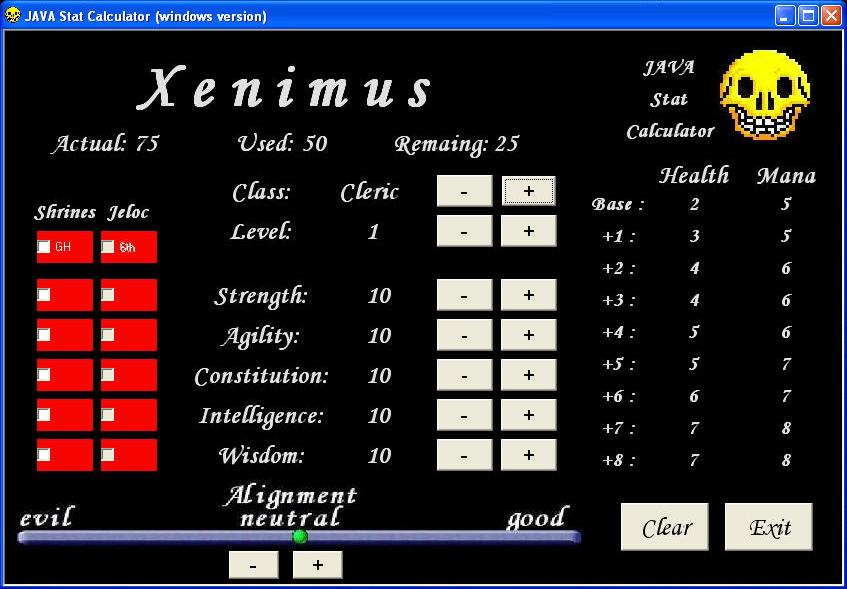 JAVA Stat Calculator (windows version)
Xenimus
JAVA
Stat
Calculator
Actual: 75 Used: 50 Remaing: 25
Health Mana
Class: Cleric - +
Base : 2 5
Shrines Jeloc
Level: 1 - +
+1 : 3 5
GH 6th
+2 : 4 6
Strength: 10 - +
+3 : 4 6
Agility: 10 - +
+4 : 5 6
Constitution: 10 - +
+5 : 5 7
+6 : 6 7
Intelligence: 10 - +
+7 : 7 8
Wisdom: 10 - +
+8 : 7 8
Alignment
evil neutral good
- +
Clear Exit